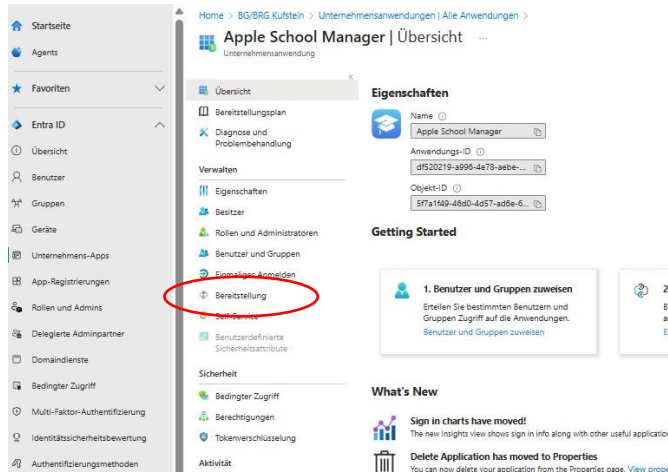 Home > BG/BRG Kufstein > Unternehmensanwendungen | Alle Anwendungen >
Apple School Manager | Übersicht ...
Unternehmensanwendung
Startseite
Agents
Favoriten
Entra ID
Übersicht
Benutzer
Gruppen
Geräte
Unternehmens-Apps
App-Registrierungen
Rollen und Admins
Delegierte Adminpartner
Domaindienste
Bedingter Zugriff
Multi-Faktor-Authentifizierung
Identitätssicherheitsbewertung
Authentifizierungsmethoden
Übersicht
Bereitstellungsplan
Diagnose und
Problembehandlung
Verwalten
Eigenschaften
Besitzer
Rollen und Administratoren
Benutzer und Gruppen
Einmaliges Anmelden
Bereitstellung
Self-Service
Benutzerdefinierte
Sicherheitsattribute
Sicherheit
Bedingter Zugriff
Berechtigungen
Tokenverschlüsselung
Aktivität
Eigenschaften
Name
Apple School Manager
Anwendungs-ID
df520219-a996-4e78-aebe-...
Objekt-ID
5f7a1f49-46d0-4d57-ad6e-6...
Getting Started
1. Benutzer und Gruppen zuweisen
Erteilen Sie bestimmten Benutzern und
Gruppen Zugriff auf die Anwendungen.
Benutzer und Gruppen zuweisen
2
What's New
Sign in charts have moved!
The new Insights view shows sign in info along with other useful application
Delete Application has moved to Properties
You can now delete your application from the Properties page. View prope